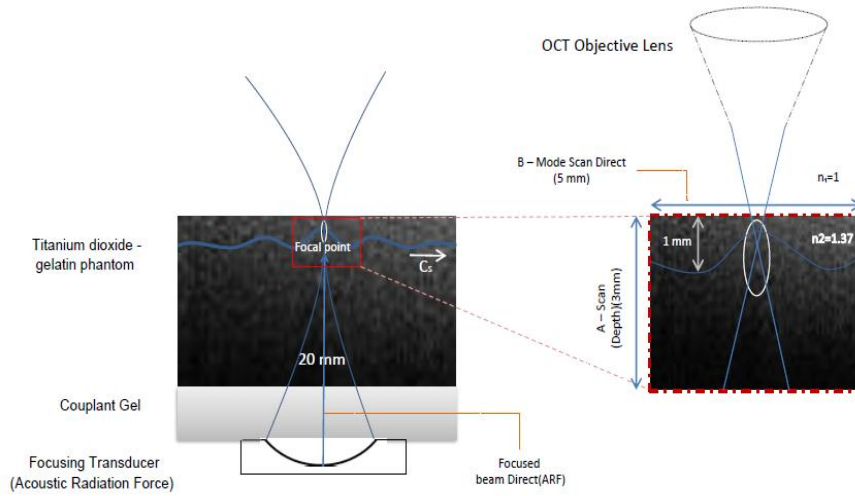 OCT Objective Lens
B – Mode Scan Direct
(5 mm)
n₁=1
Titanium dioxide -
gelatin phantom
Focal point
Cs
1 mm
n2=1.37
A – Scan
(Depth)(3mm)
20 mm
Couplant Gel
Focusing Transducer
(Acoustic Radiation Force)
Focused
beam Direct(ARF)